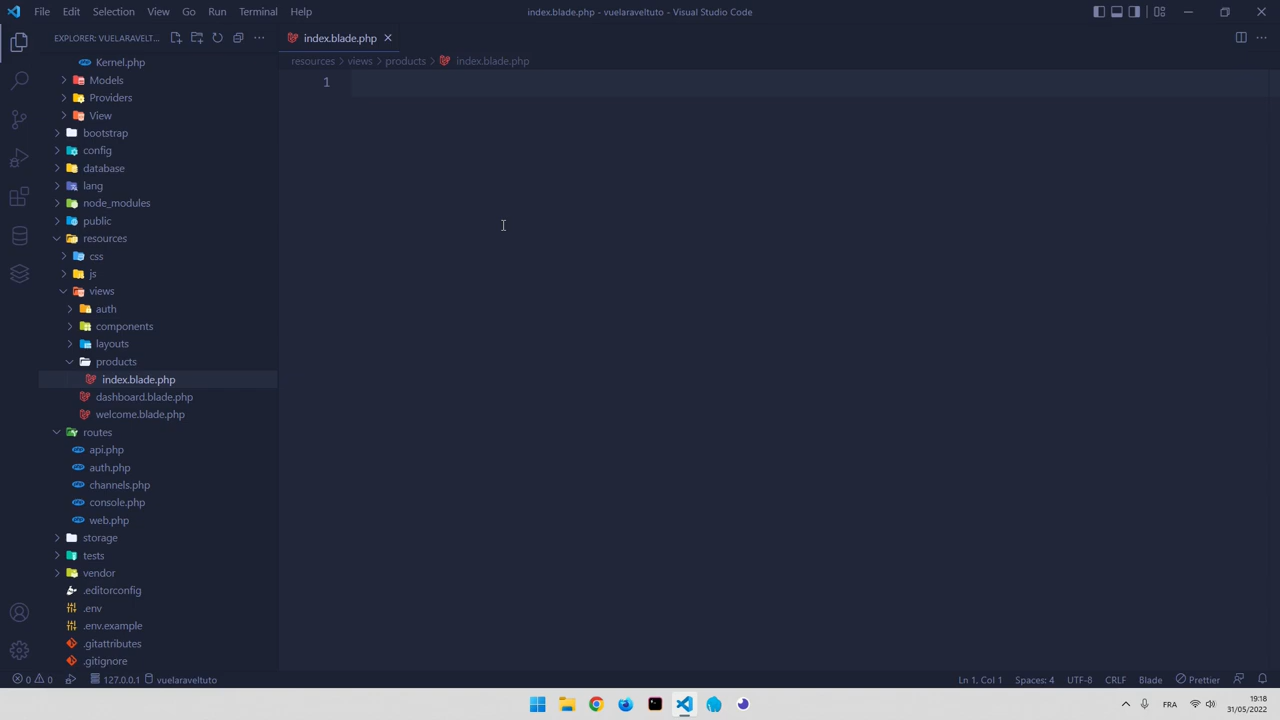 File Edit Selection View Go Run Terminal Help
index.blade.php - vuelaraveltuto - Visual Studio Code
EXPLORER: VUELARAVELT...
index.blade.php
resources > views > products > index.blade.php
1
Kernel.php
Models
Providers
View
bootstrap
config
database
lang
node_modules
public
resources
css
js
views
auth
components
layouts
products
index.blade.php
dashboard.blade.php
welcome.blade.php
routes
api.php
auth.php
channels.php
console.php
web.php
storage
tests
vendor
.editorconfig
.env
.env.example
.gitattributes
.gitignore
0 0 127.0.0.1 vuelaraveltuto
Ln 1, Col 1 Spaces: 4 UTF-8 CRLF Blade Prettier
FRA 19:18
31/05/2022